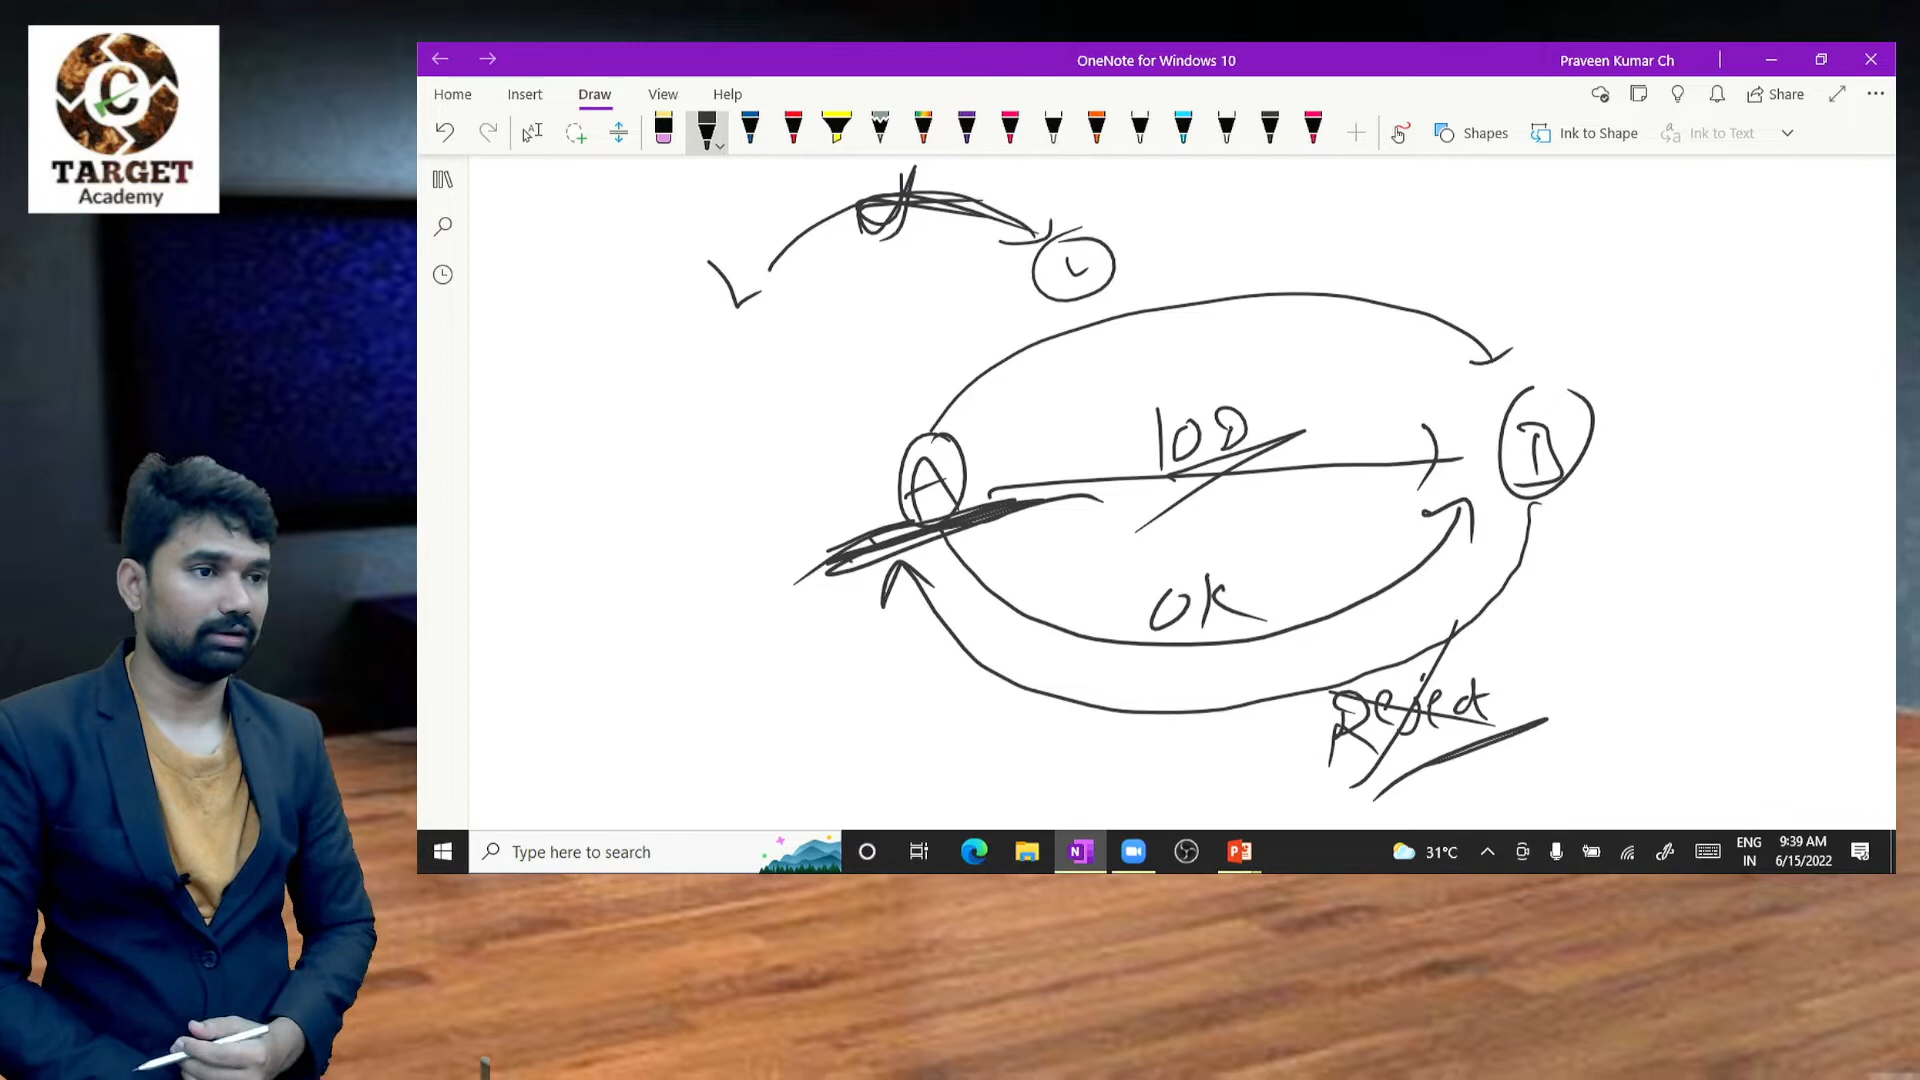 TARGET
Academy
OneNote for Windows 10
Praveen Kumar Ch
Home Insert Draw View Help
Share
Shapes
Ink to Shape
Ink to Text
L
100
A
B
OK
Reject
Type here to search
31°C
ENG
IN
9:39 AM
6/15/2022